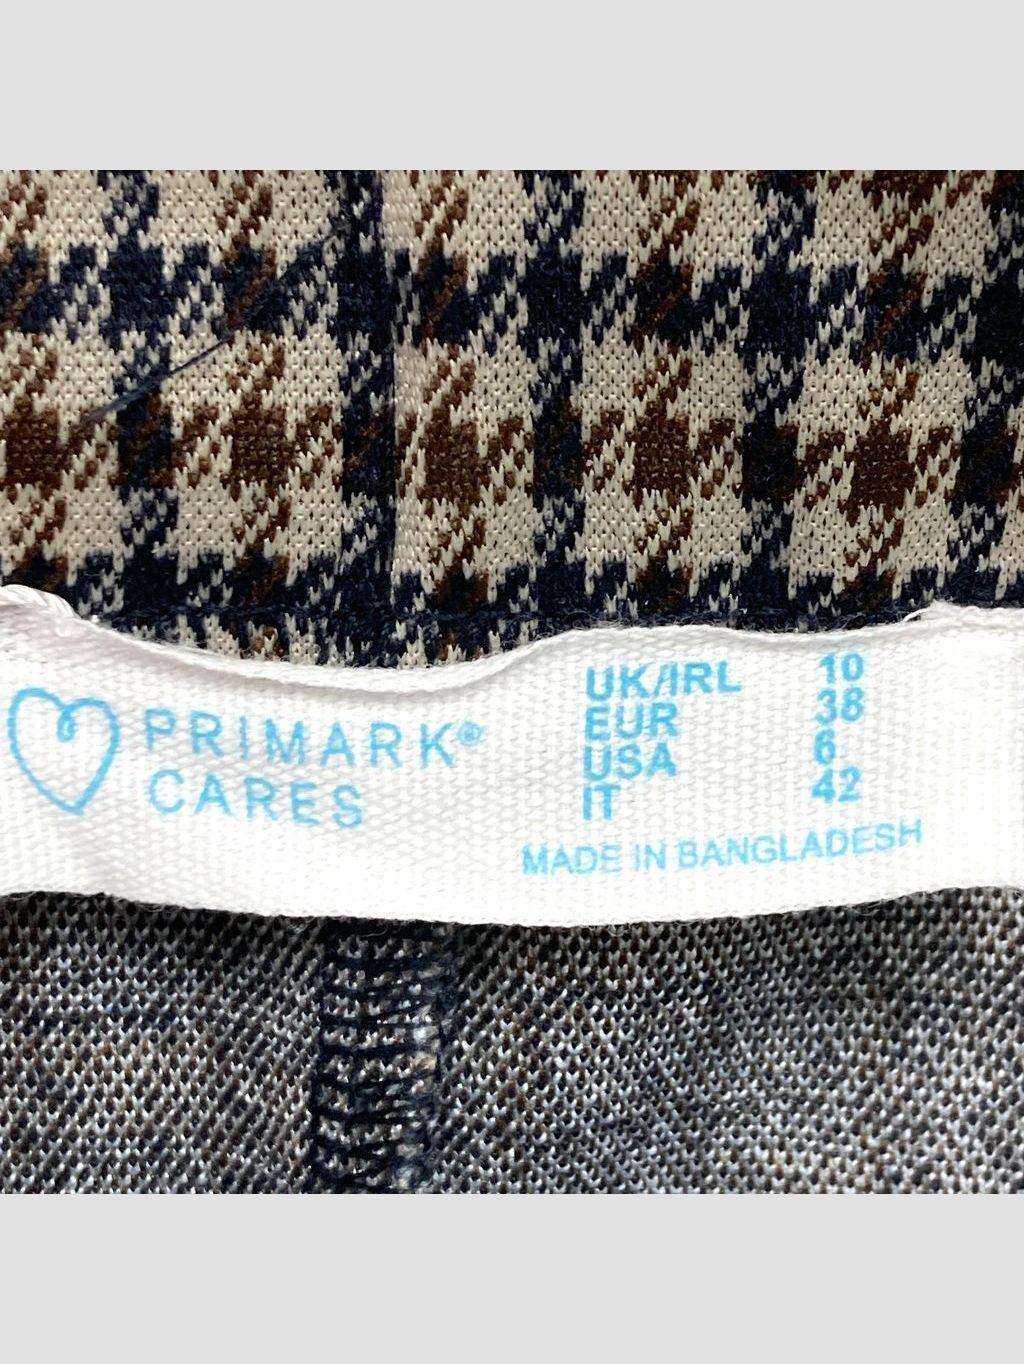 PRIMARK®
CARES
UK/IRL 10
EUR 38
USA 6
IT 42
MADE IN BANGLADESH